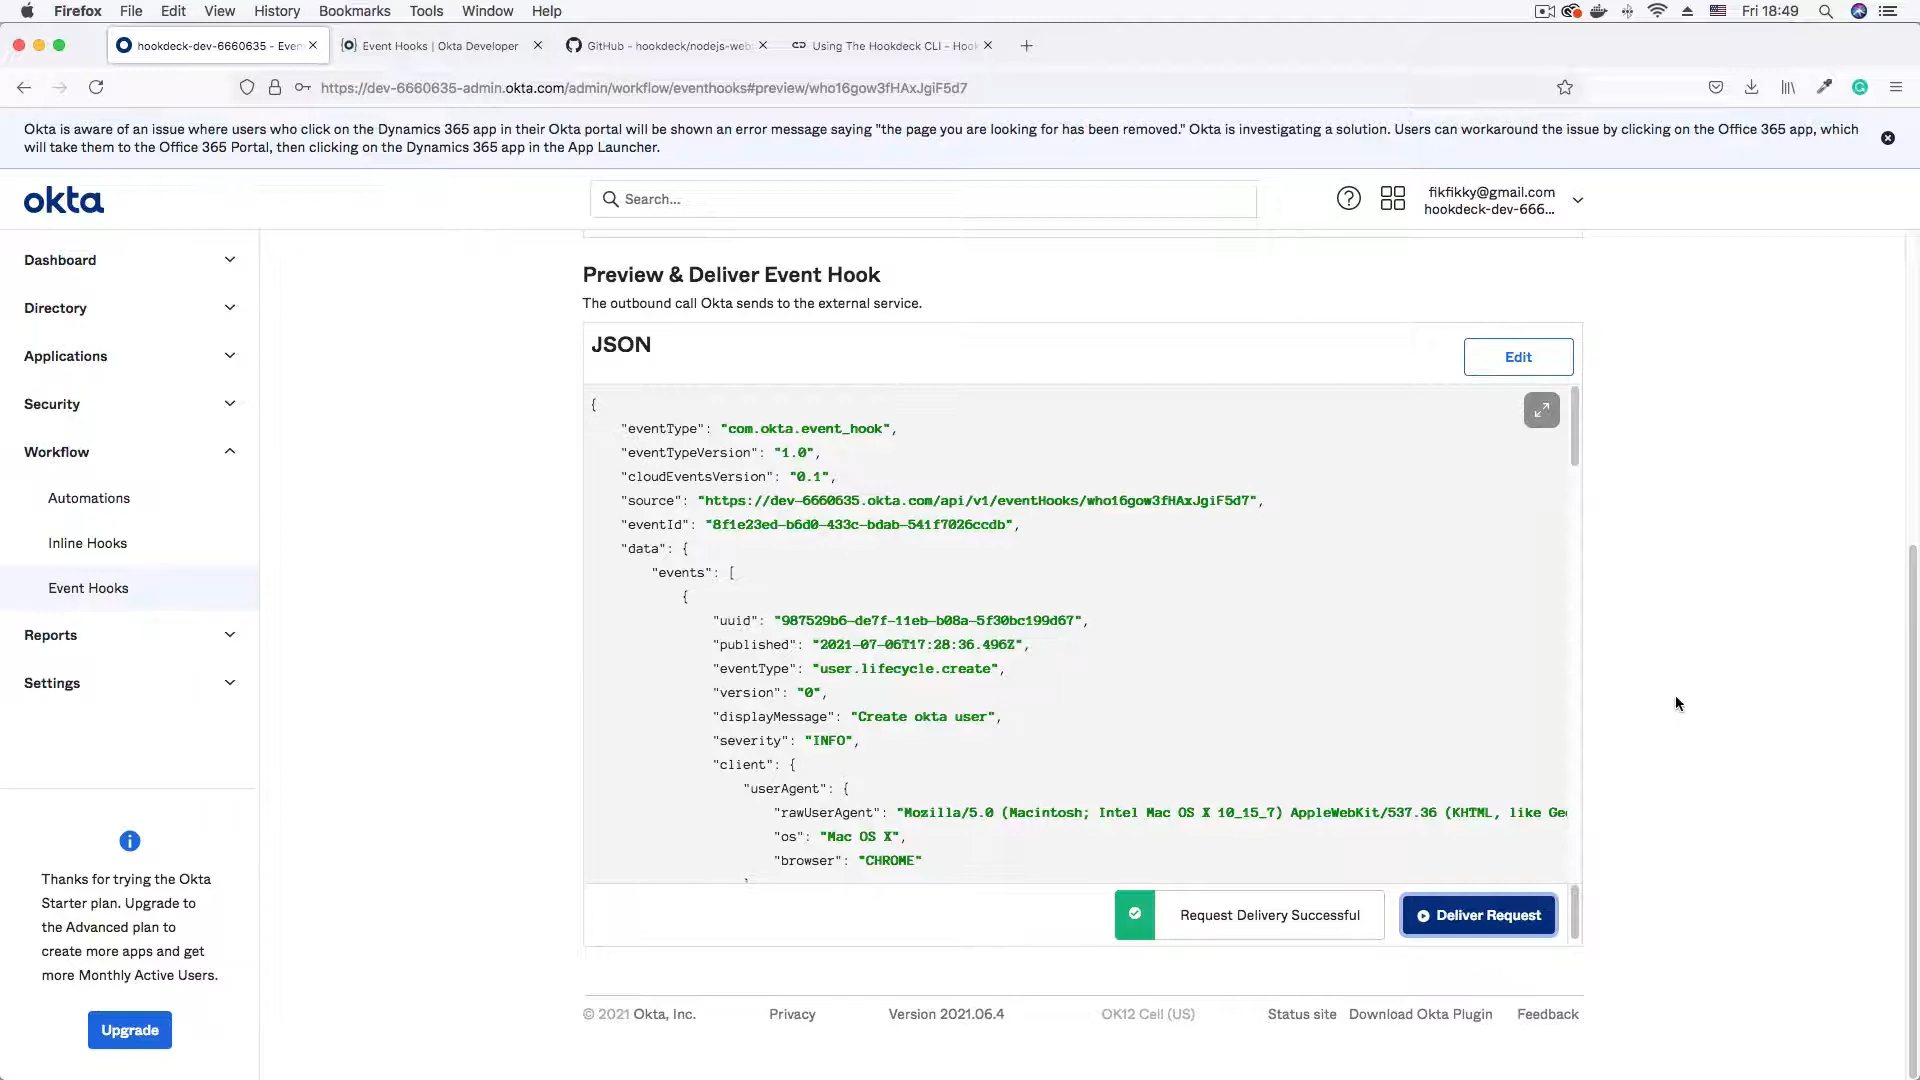 Firefox File Edit View History Bookmarks Tools Window Help Fri 18:49
hookdeck-dev-6660635 - Even Event Hooks | Okta Developer GitHub - hookdeck/nodejs-web Using The Hookdeck CLI - Hook
https://dev-6660635-admin.okta.com/admin/workflow/eventhooks#preview/who16gow3fHAxJgiF5d7
Okta is aware of an issue where users who click on the Dynamics 365 app in their Okta portal will be shown an error message saying "the page you are looking for has been removed." Okta is investigating a solution. Users can workaround the issue by clicking on the Office 365 app, which
will take them to the Office 365 Portal, then clicking on the Dynamics 365 app in the App Launcher.
okta
Search...
fikfikky@gmail.com
hookdeck-dev-666...
Dashboard
Directory
Applications
Security
Workflow
Automations
Inline Hooks
Event Hooks
Reports
Settings
Thanks for trying the Okta
Starter plan. Upgrade to
the Advanced plan to
create more apps and get
more Monthly Active Users.
Upgrade
Preview & Deliver Event Hook
The outbound call Okta sends to the external service.
JSON
Edit
{
"eventType": "com.okta.event_hook",
"eventTypeVersion": "1.0",
"cloudEventsVersion": "0.1",
"source": "https://dev-6660635.okta.com/api/v1/eventHooks/who16gow3fHAxJgiF5d7",
"eventId": "8f1e23ed-b6d0-433c-bdab-541f7026ccdb",
"data": {
"events": [
{
"uuid": "987529b6-de7f-11eb-b08a-5f30bc199d67",
"published": "2021-07-06T17:28:36.496Z",
"eventType": "user.lifecycle.create",
"version": "0",
"displayMessage": "Create okta user",
"severity": "INFO",
"client": {
"userAgent": {
"rawUserAgent": "Mozilla/5.0 (Macintosh; Intel Mac OS X 10_15_7) AppleWebKit/537.36 (KHTML, like Ge
"os": "Mac OS X",
"browser": "CHROME"
Request Delivery Successful
Deliver Request
© 2021 Okta, Inc. Privacy Version 2021.06.4 OK12 Cell (US) Status site Download Okta Plugin Feedback